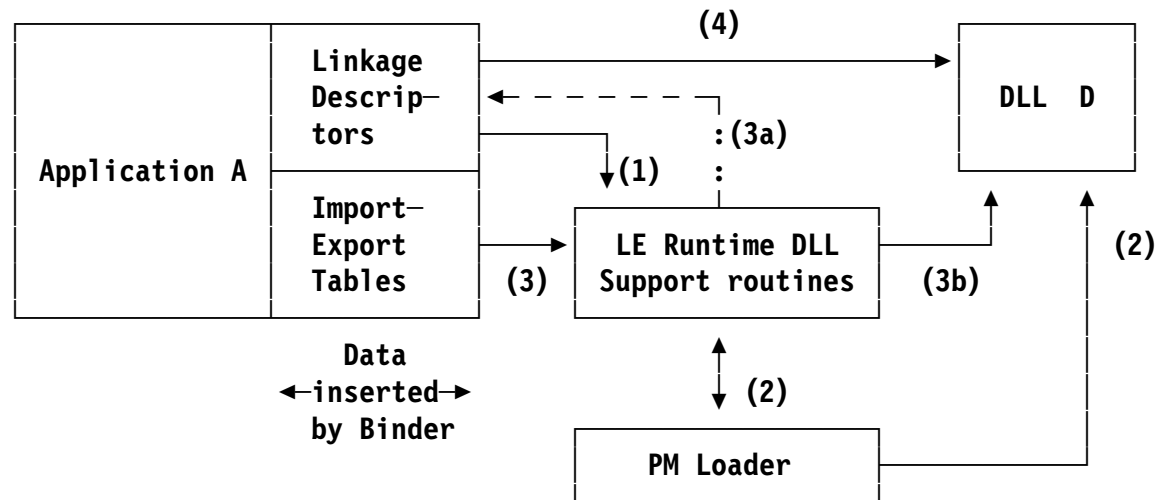 (4)
Linkage
Descrip-
tors
DLL D
(3a)
:
:
Application A
(1)
Import-
Export
Tables
(3)
LE Runtime DLL
Support routines
(3b)
(2)
Data
inserted
by Binder
(2)
PM Loader